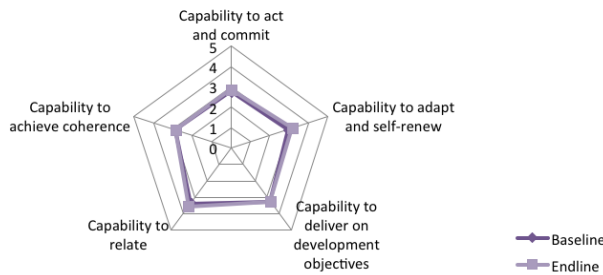 Capability to act
and commit
5
4
3
2
1
0
Capability to
achieve coherence
Capability to adapt
and self-renew
Capability to
relate
Capability to
deliver on
development
objectives
Baseline
Endline